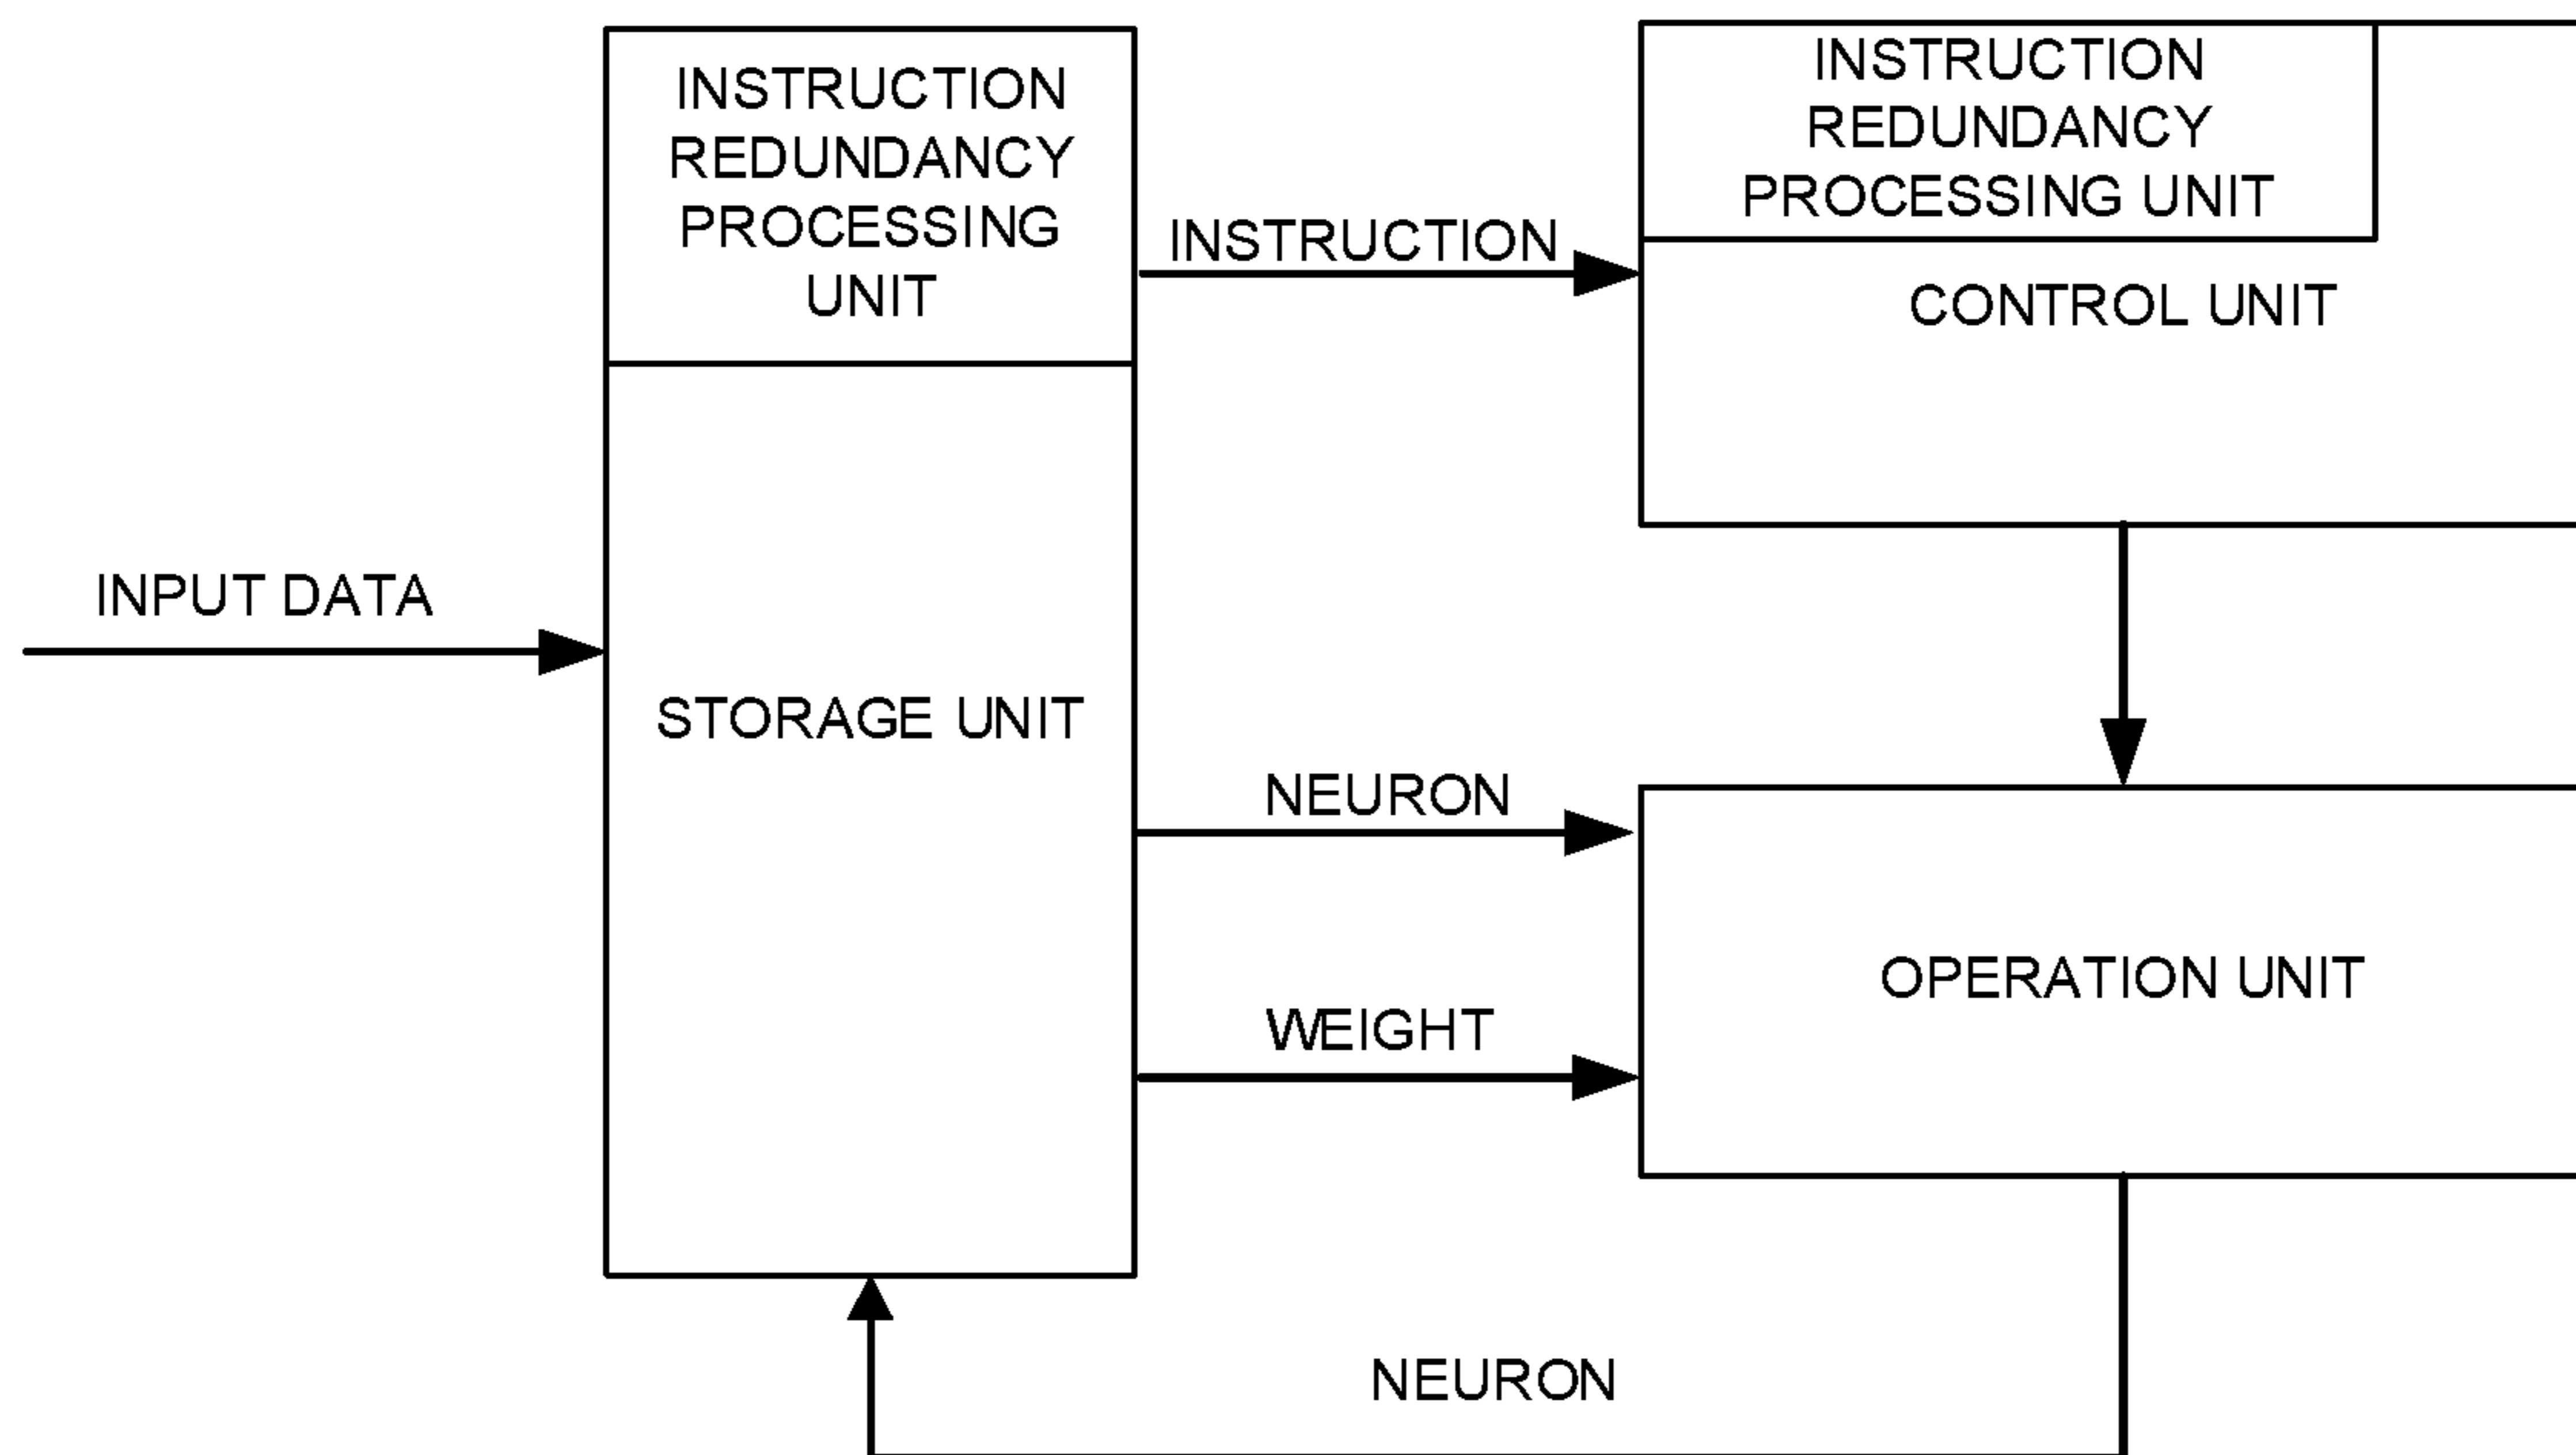 INSTRUCTION
REDUNDANCY
PROCESSING
UNIT
INSTRUCTION
REDUNDANCY
PROCESSING UNIT
INSTRUCTION
CONTROL UNIT
INPUT DATA
STORAGE UNIT
NEURON
OPERATION UNIT
WEIGHT
NEURON